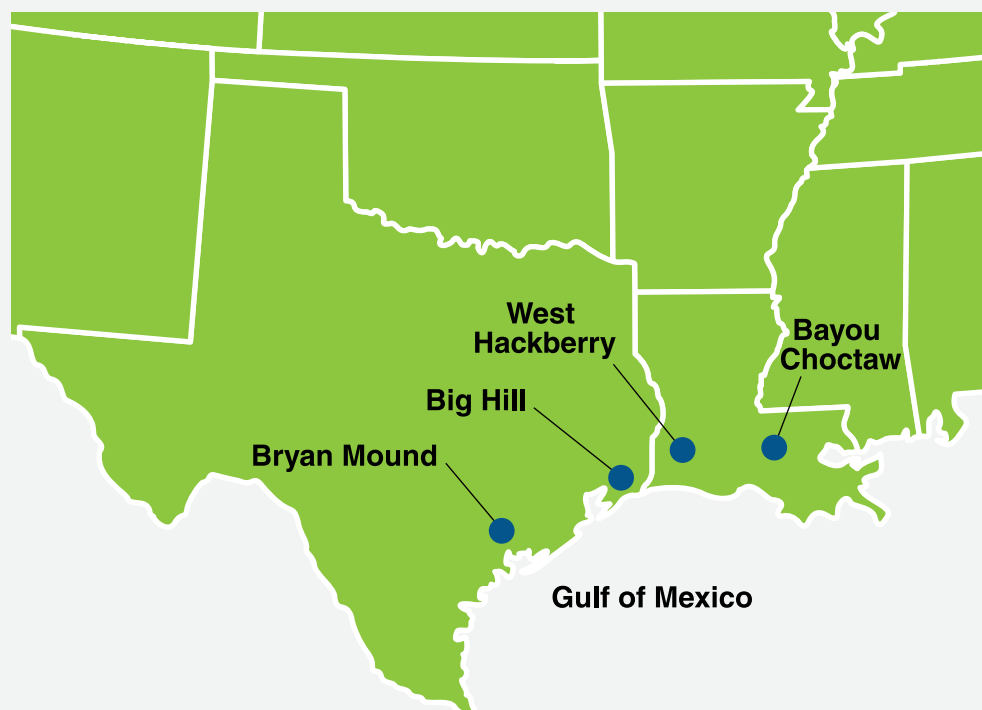 West
Hackberry
Bayou
Choctaw
Big Hill
Bryan Mound
Gulf of Mexico